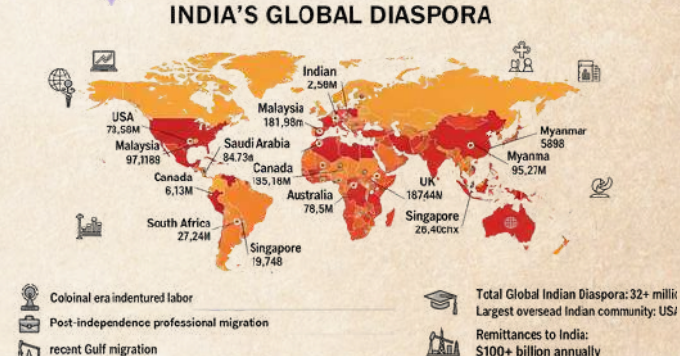 INDIA'S GLOBAL DIASPORA
Indian
2,58M
Malaysia
181,98m
USA
73,58M
Malaysia
97,1189
Saudi Arabia
84.73a
Canada
6,13M
Canada
135,18M
Australia
78,5M
UK
18744M
Myanmar
5898
Myanma
95,27M
Singapore
26,40cnx
South Africa
27,24M
Singapore
19,748
Coloinal era indentured labor
Post-independence professional migration
recent Gulf migration
Total Global Indian Diaspora: 32+ millic
Largest oversead Indian community: USA
Remittances to India:
$100+ billion annually